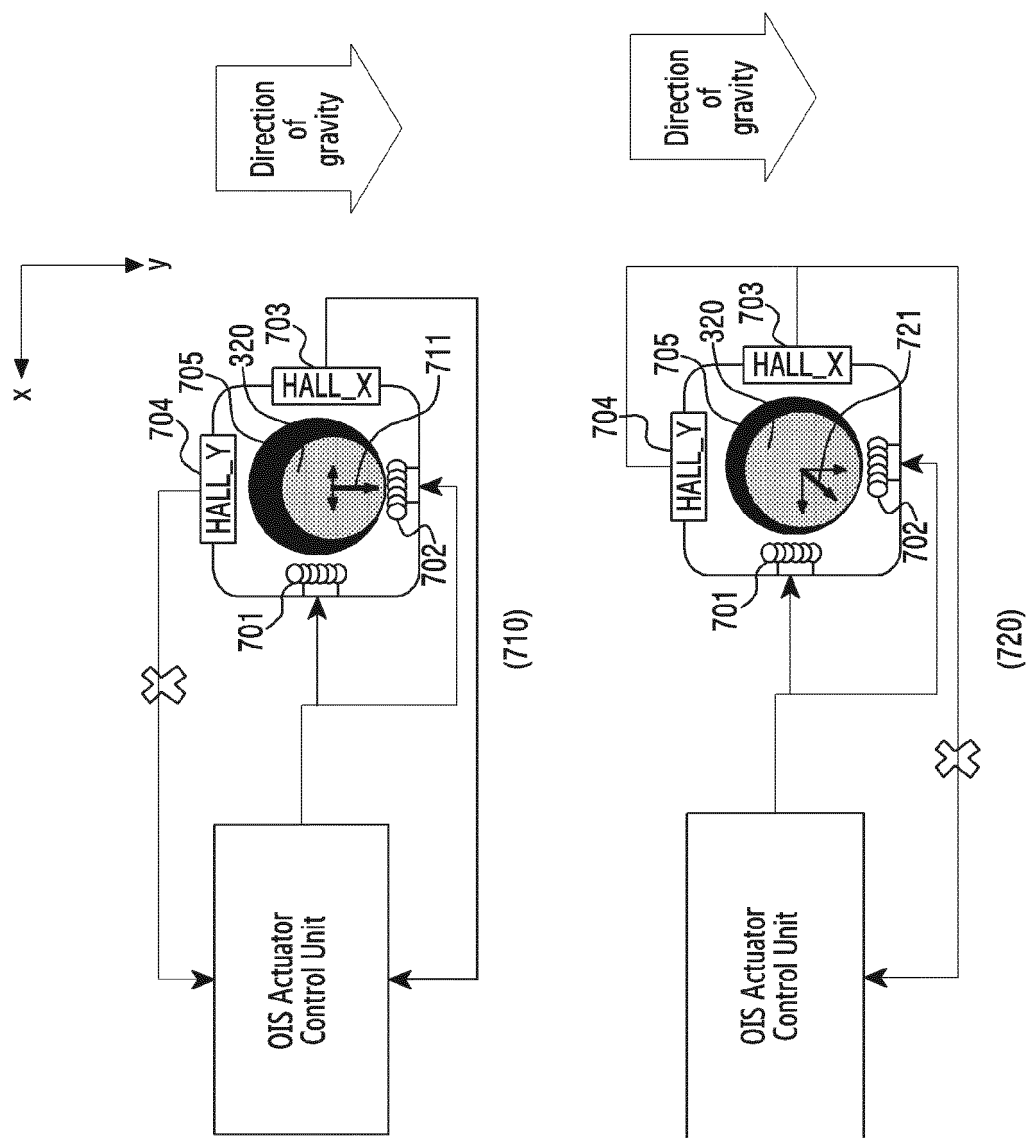 x
y
Direction
of
gravity
704
HALL_Y
705
320
703
HALL_X
711
701
702
OIS Actuator
Control Unit
(710)
Direction
of
gravity
704
HALL_Y
705
320
703
HALL_X
721
701
702
OIS Actuator
Control Unit
(720)